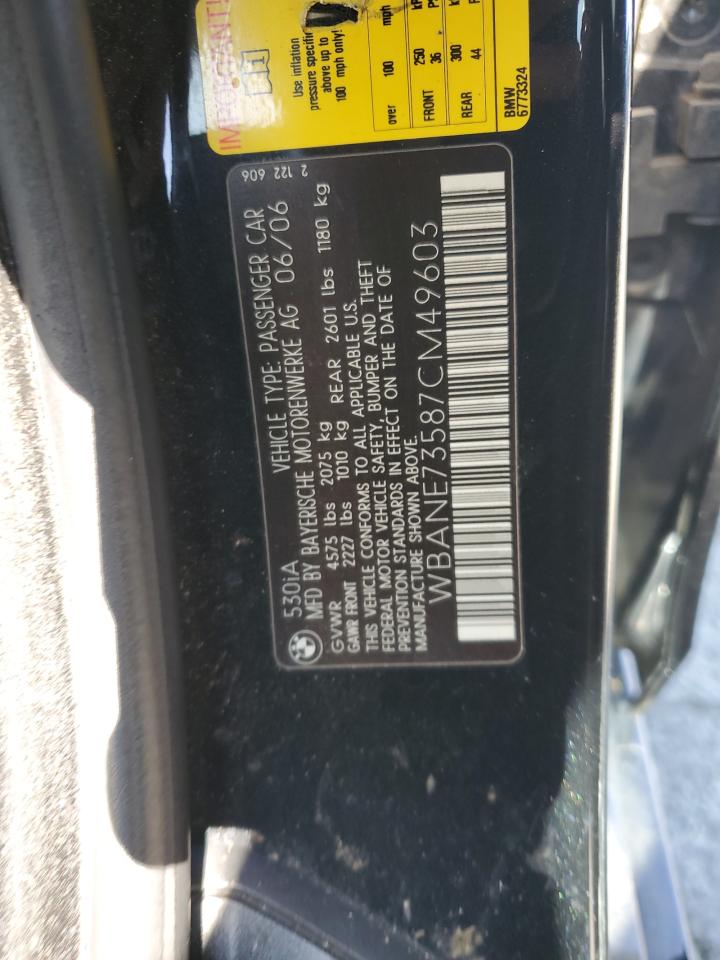 530iA VEHICLE TYPE: PASSENGER CAR
MFD BY BAYERISCHE MOTORENWERKE AG 06/06
GVWR 4575 lbs 2075 kg
GAWR FRONT 2227 lbs 1010 kg REAR 2601 lbs 1180 kg
THIS VEHICLE CONFORMS TO ALL APPLICABLE U.S.
FEDERAL MOTOR VEHICLE SAFETY, BUMPER AND THEFT
PREVENTION STANDARDS IN EFFECT ON THE DATE OF
MANUFACTURE SHOWN ABOVE.
WBANE73587CM49603
2 122 606
IMPORTANT!
Use inflation
pressure specifi
above up to
100 mph only!
over 100 mph
FRONT 250 36
REAR 300 44
BMW
6773324